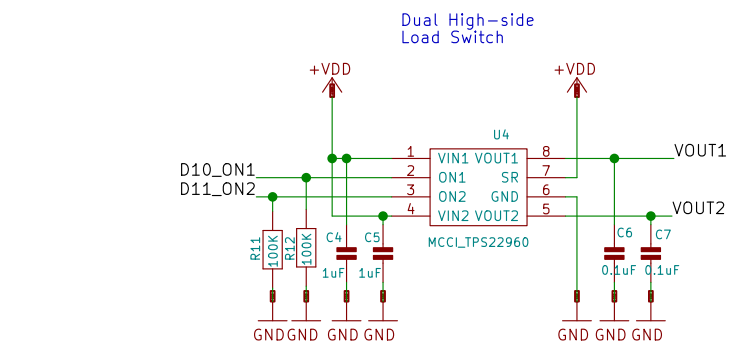 Dual High-side
Load Switch
+VDD
+VDD
U4
1 VIN1 VOUT1 8 VOUT1
D10_ON1 2 ON1 SR 7
D11_ON2 3 ON2 GND 6
4 VIN2 VOUT2 5 VOUT2
MCCI_TPS22960
R11 100K
R12 100K
C4 1uF
C5 1uF
C6 0.1uF
C7 0.1uF
GND GND GND GND GND GND GND